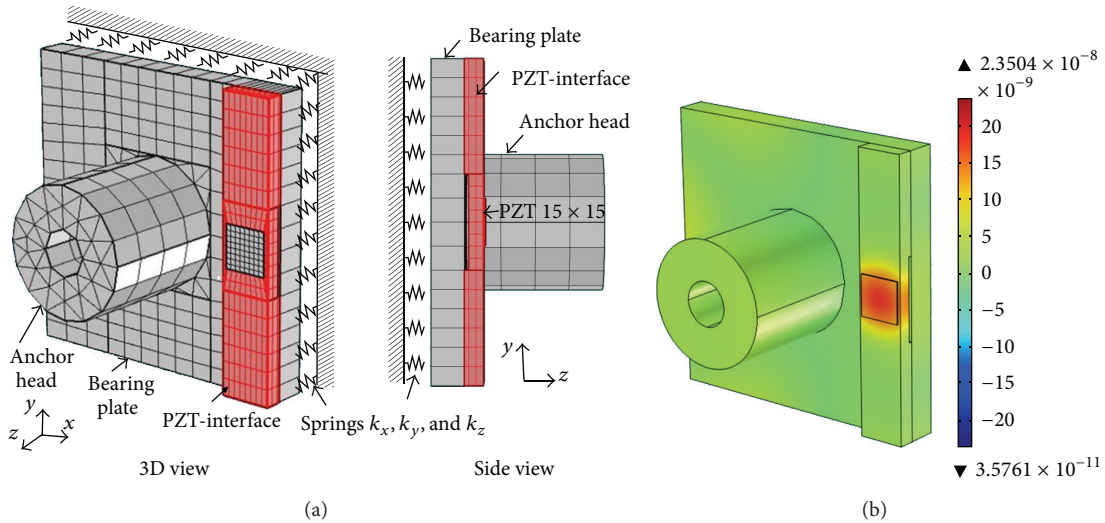 Bearing plate
PZT-interface
Anchor head
PZT 15 × 15
Anchor
head
Bearing
plate
PZT-interface
Springs kx, ky, and kz
y
z
x
y
z
3D view
Side view
(a)
▲ 2.3504 × 10⁻⁸
× 10⁻⁹
20
15
10
5
0
−5
−10
−15
−20
▼ 3.5761 × 10⁻¹¹
(b)